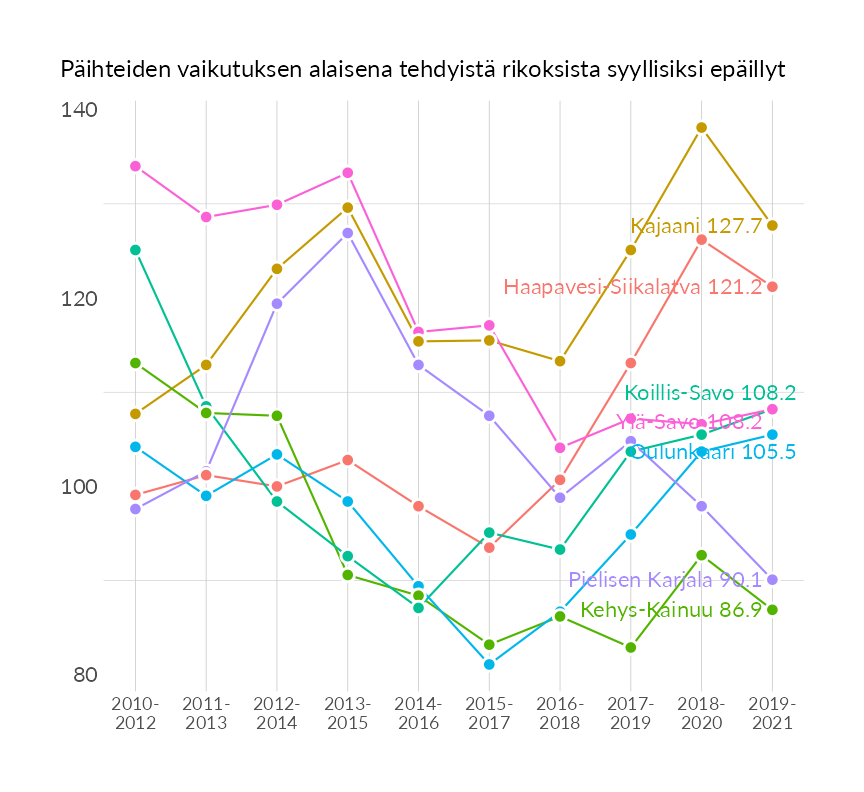 Päihteiden vaikutuksen alaisena tehdyistä rikoksista syyllisiksi epäillyt
140
120
100
80
Kajaani 127.7
Haapavesi-Siikalatva 121.2
Koillis-Savo 108.2
Ylä-Savo 108.2
Oulunkaari 105.5
Pielisen Karjala 90.1
Kehys-Kainuu 86.9
2010- 2011- 2012- 2013- 2014- 2015- 2016- 2017- 2018- 2019-
2012 2013 2014 2015 2016 2017 2018 2019 2020 2021